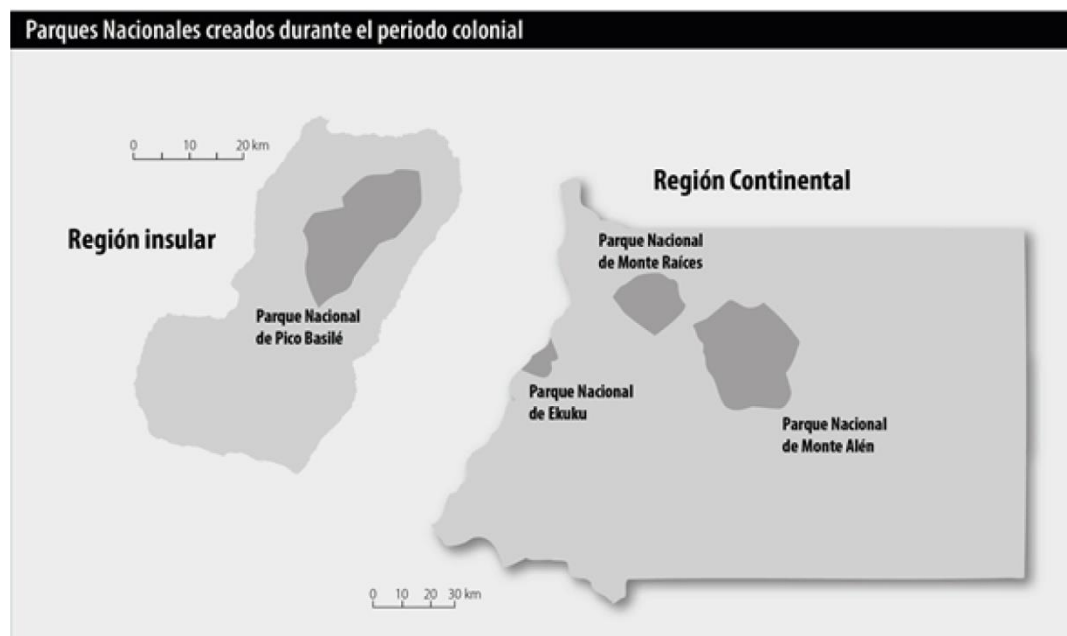 Parques Nacionales creados durante el periodo colonial
0 10 20 km
Región Continental
Región insular
Parque Nacional
de Monte Raíces
Parque Nacional
de Pico Basilé
Parque Nacional
de Ekuku
Parque Nacional
de Monte Alén
0 10 20 30 km